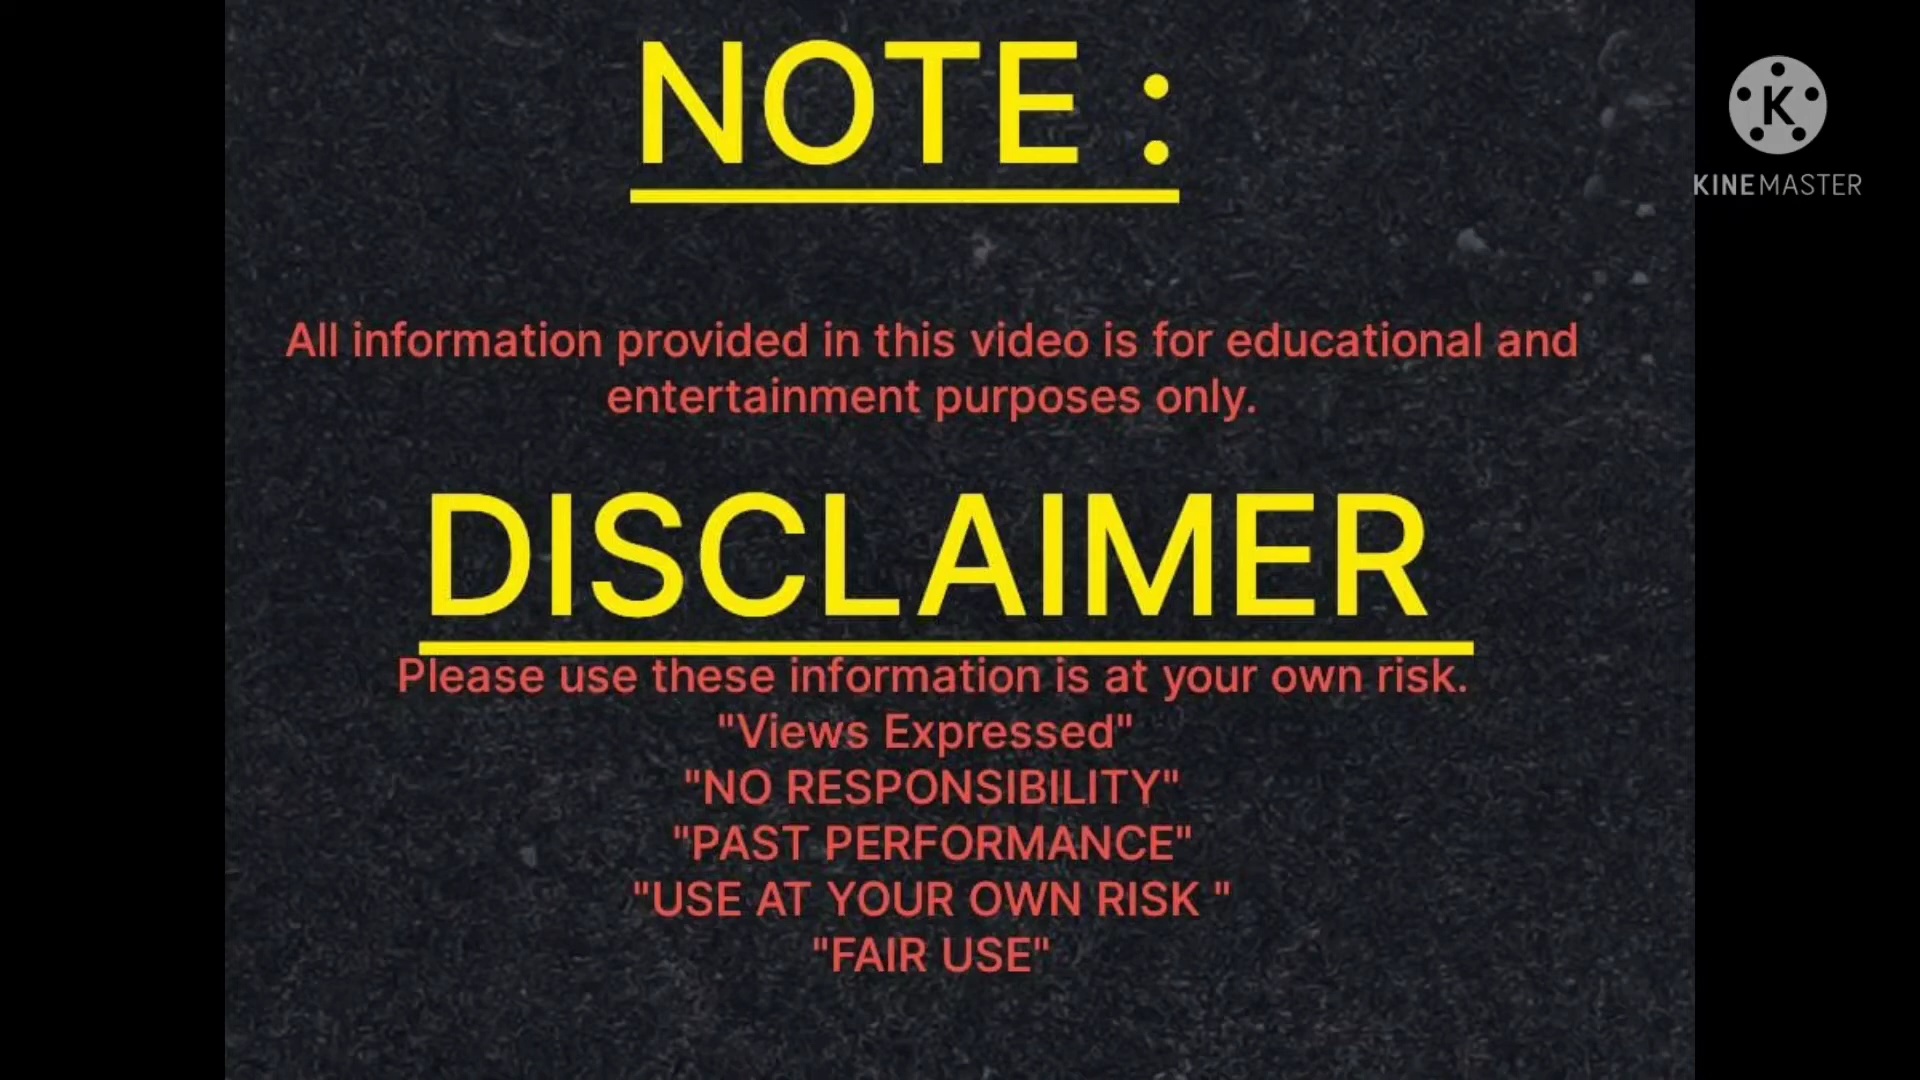 NOTE :
K
KINEMASTER
All information provided in this video is for educational and
entertainment purposes only.
DISCLAIMER
Please use these information is at your own risk.
"Views Expressed"
"NO RESPONSIBILITY"
"PAST PERFORMANCE"
"USE AT YOUR OWN RISK "
"FAIR USE"